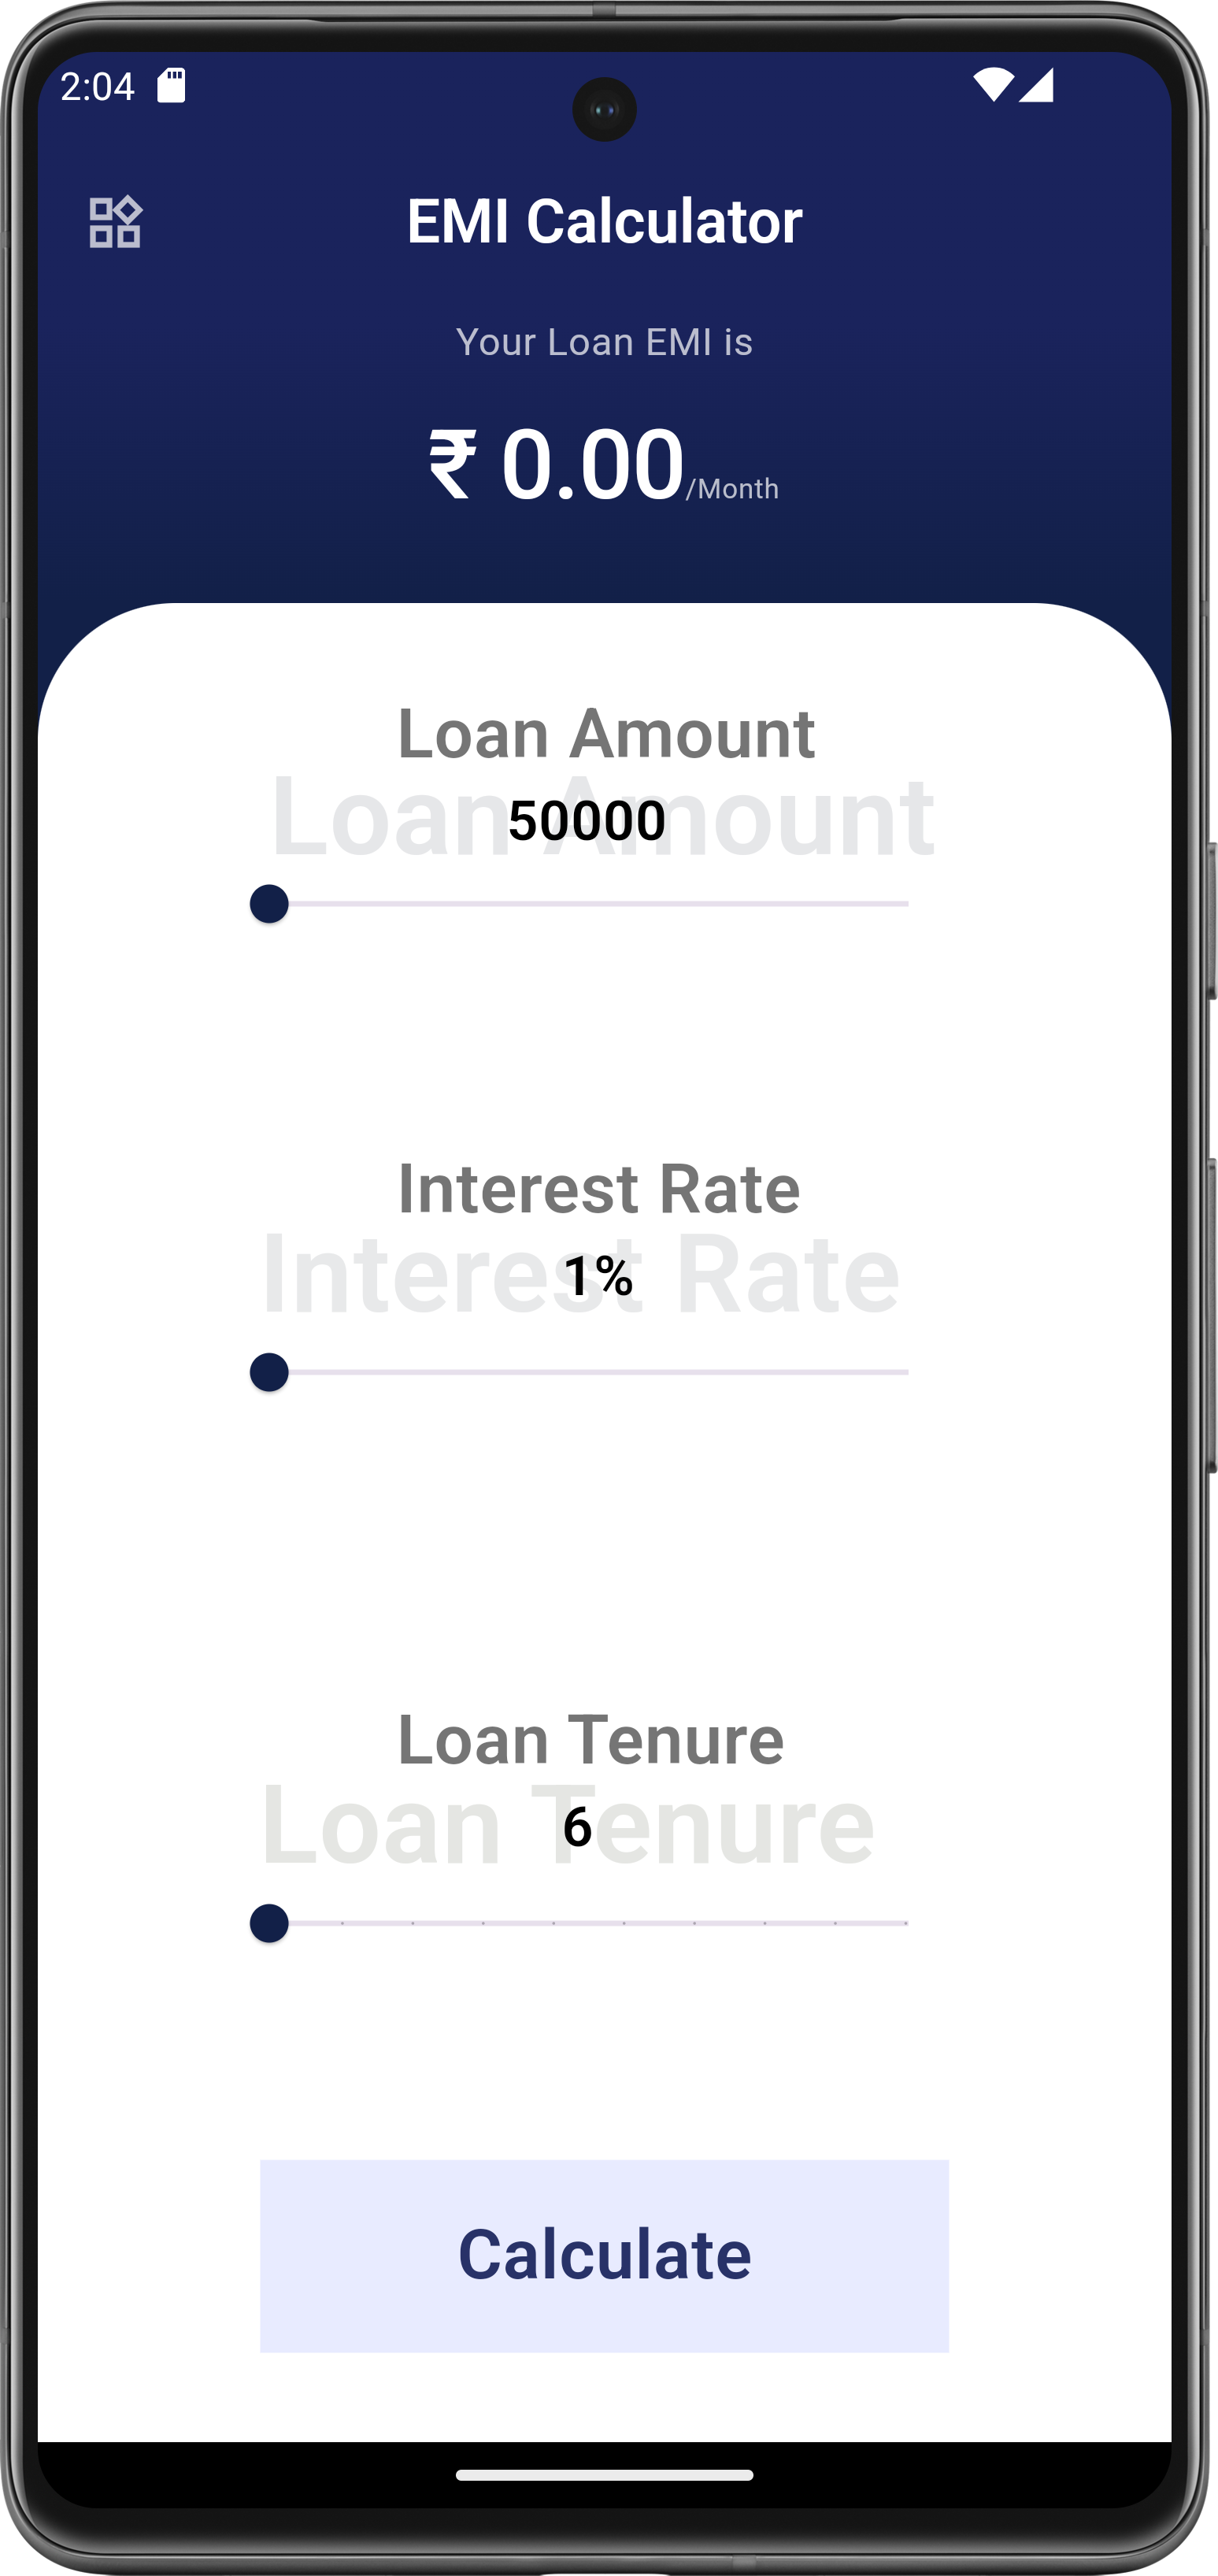 2:04
EMI Calculator
Your Loan EMI is
₹ 0.00/Month
Loan Amount
Loan Amount
50000
Interest Rate
Interest Rate
1%
Loan Tenure
Loan Tenure
6
Calculate